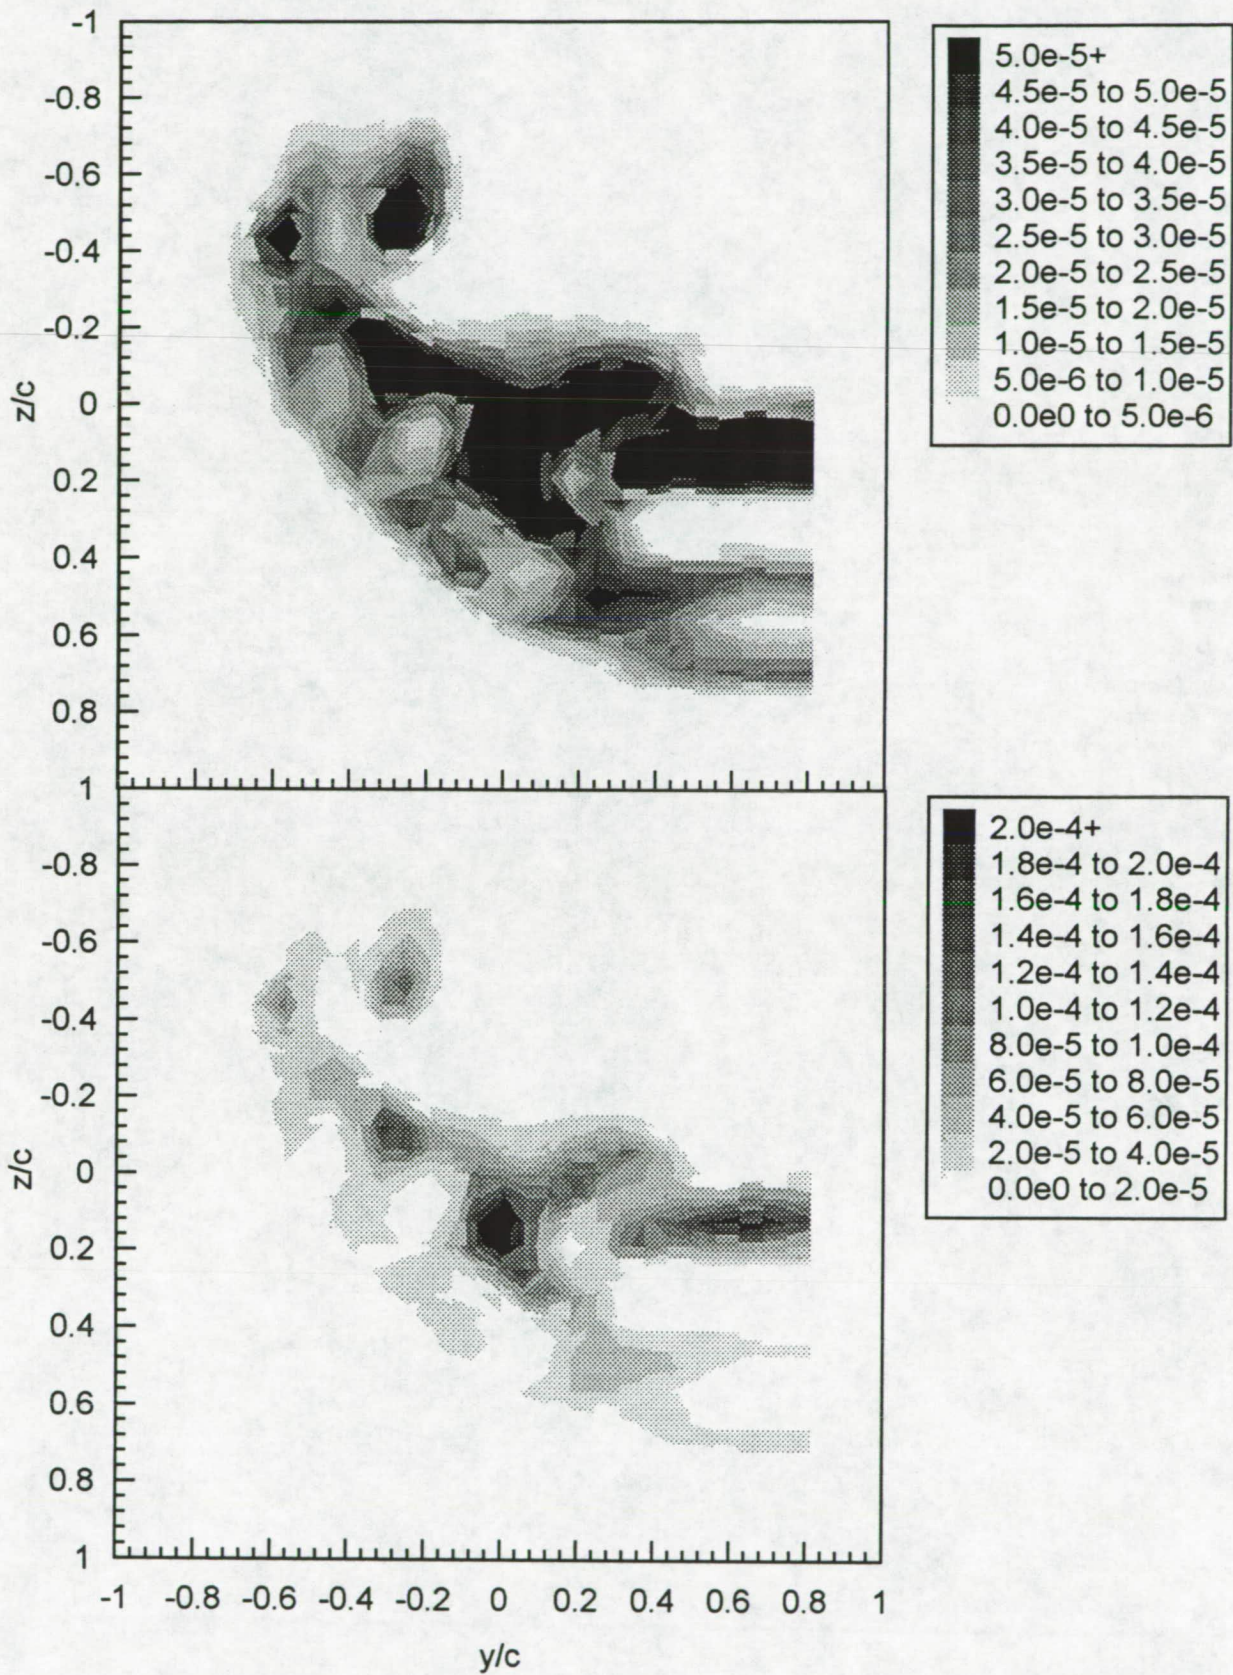 -1
-0.8
-0.6
-0.4
-0.2
0
0.2
0.4
0.6
0.8
1
z/c
5.0e-5+
4.5e-5 to 5.0e-5
4.0e-5 to 4.5e-5
3.5e-5 to 4.0e-5
3.0e-5 to 3.5e-5
2.5e-5 to 3.0e-5
2.0e-5 to 2.5e-5
1.5e-5 to 2.0e-5
1.0e-5 to 1.5e-5
5.0e-6 to 1.0e-5
0.0e0 to 5.0e-6
-0.8
-0.6
-0.4
-0.2
0
0.2
0.4
0.6
0.8
1
z/c
2.0e-4+
1.8e-4 to 2.0e-4
1.6e-4 to 1.8e-4
1.4e-4 to 1.6e-4
1.2e-4 to 1.4e-4
1.0e-4 to 1.2e-4
8.0e-5 to 1.0e-4
6.0e-5 to 8.0e-5
4.0e-5 to 6.0e-5
2.0e-5 to 4.0e-5
0.0e0 to 2.0e-5
-1 -0.8 -0.6 -0.4 -0.2 0 0.2 0.4 0.6 0.8 1
y/c